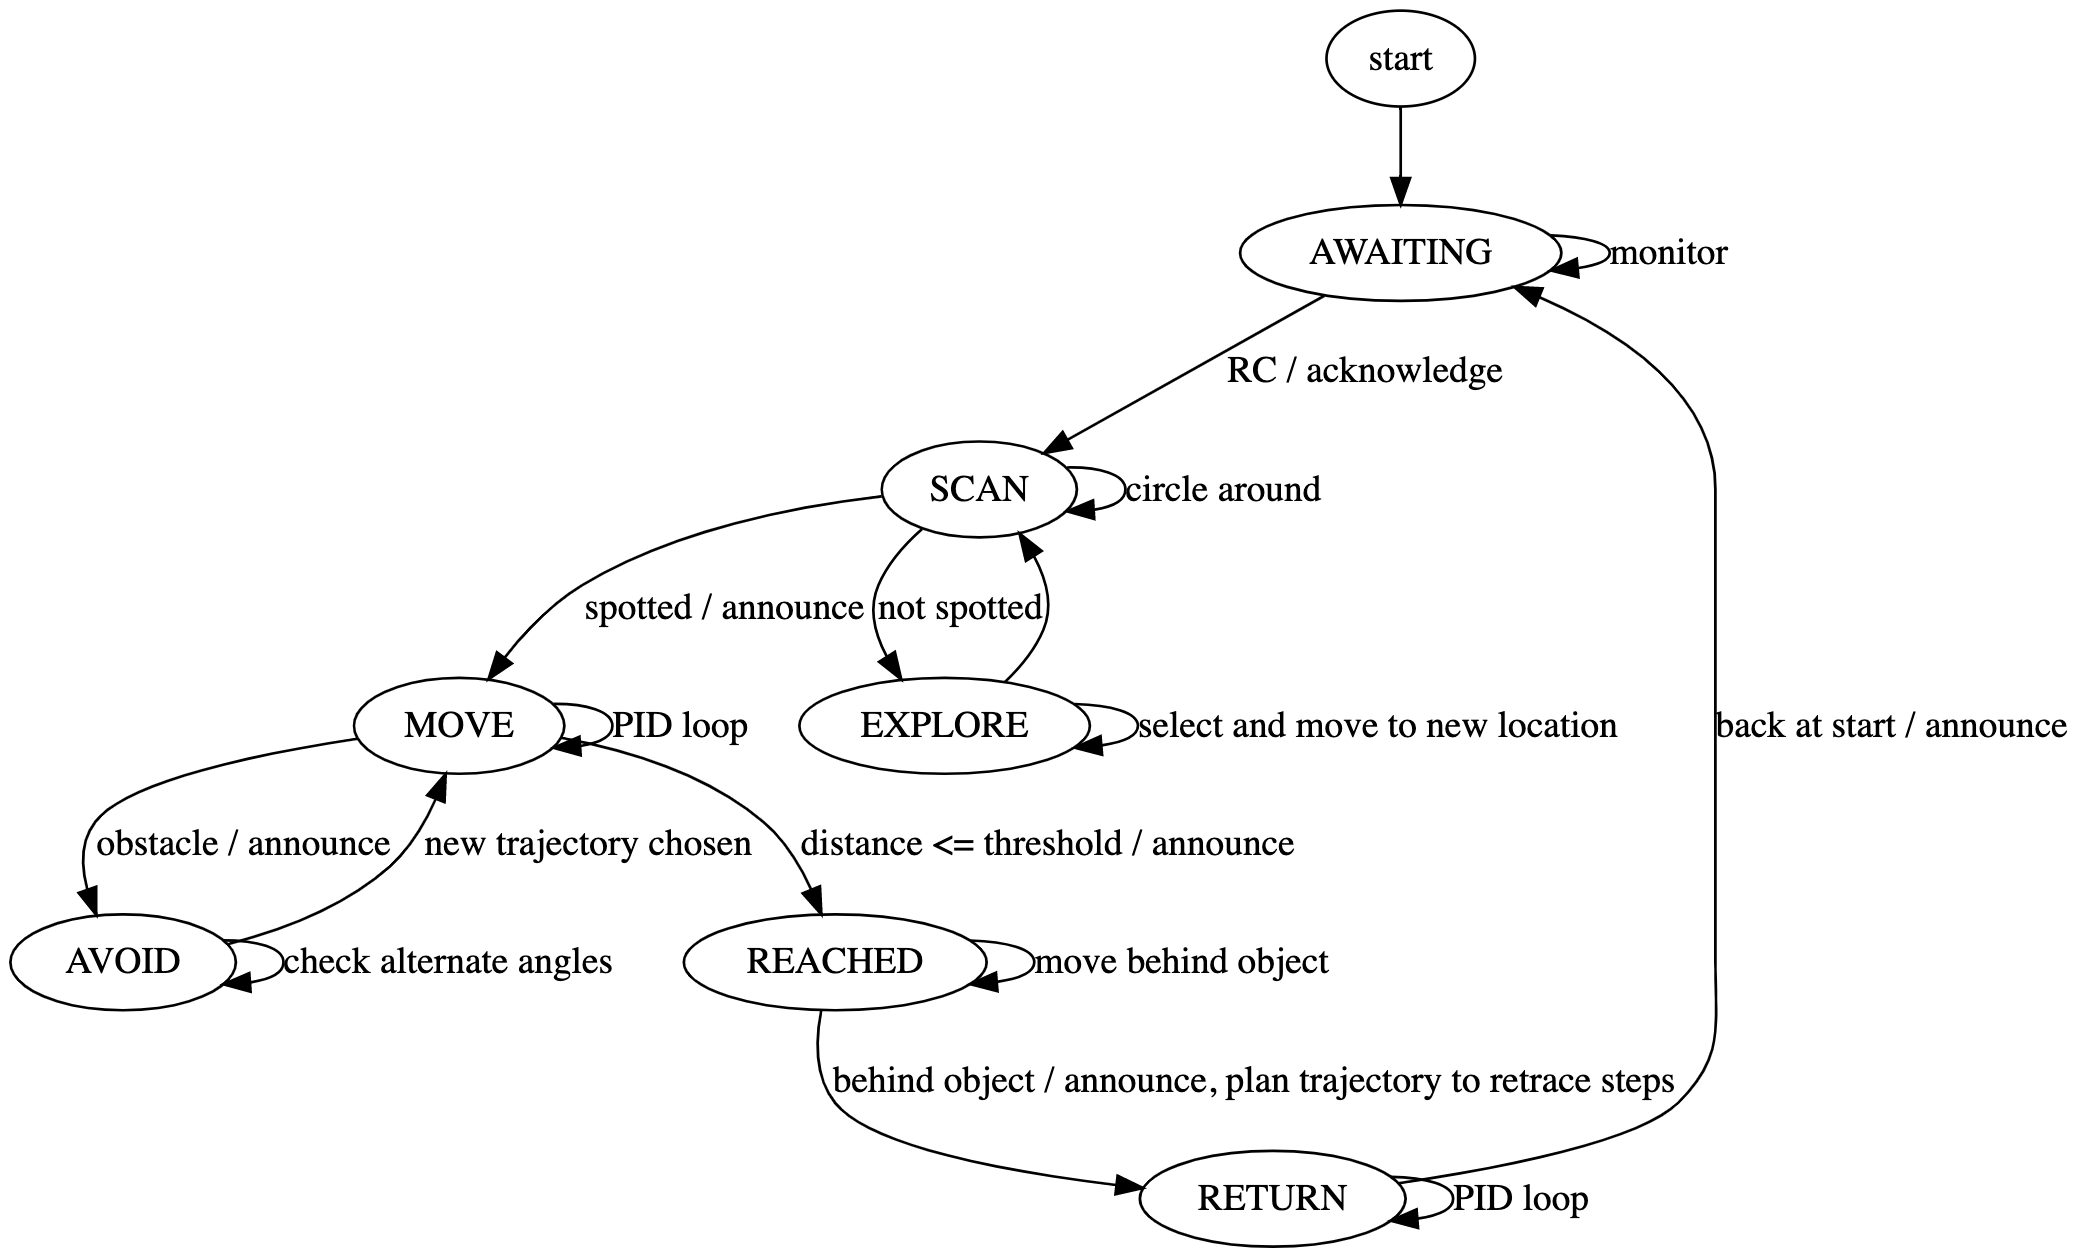 start
AWAITING
monitor
RC / acknowledge
SCAN
circle around
spotted / announce
not spotted
MOVE
PID loop
EXPLORE
select and move to new location
back at start / announce
obstacle / announce
new trajectory chosen
distance <= threshold / announce
AVOID
check alternate angles
REACHED
move behind object
behind object / announce, plan trajectory to retrace steps
RETURN
PID loop